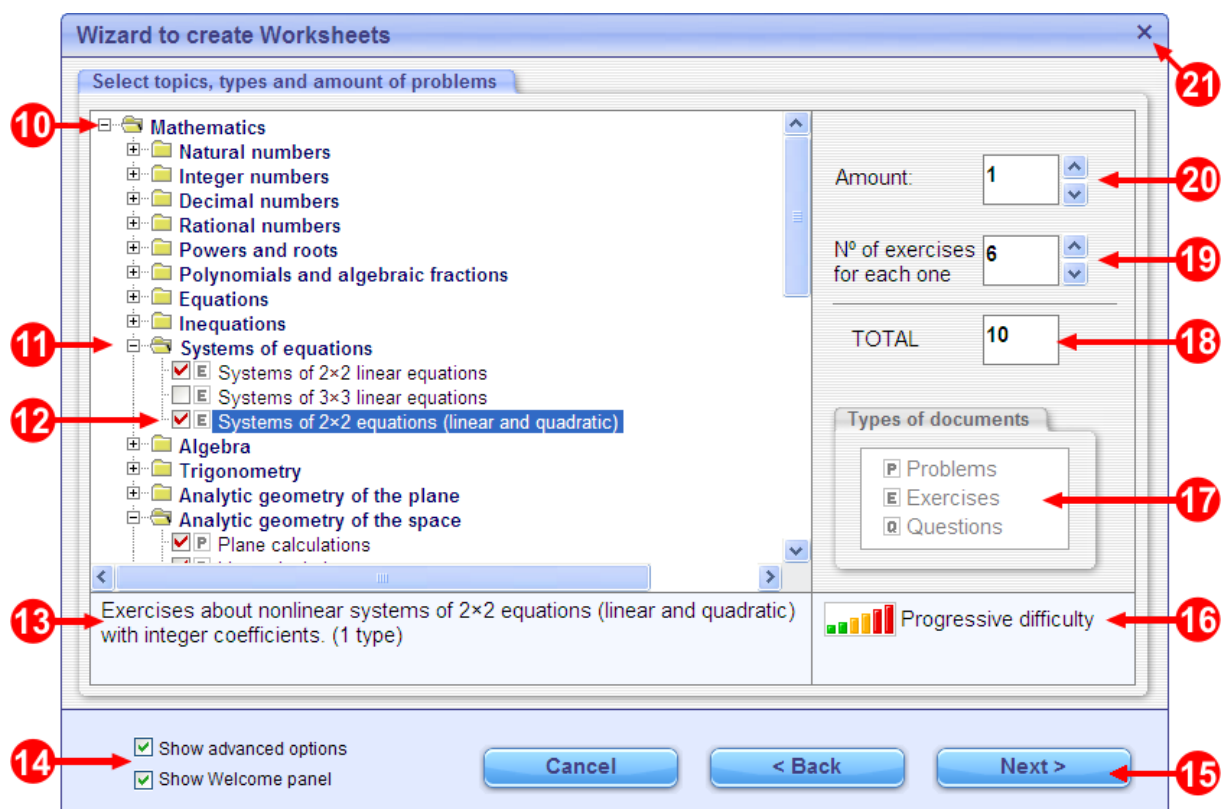 Wizard to create Worksheets
21
Select topics, types and amount of problems
10
Mathematics
Natural numbers
Integer numbers
Decimal numbers
Rational numbers
Powers and roots
Polynomials and algebraic fractions
Equations
Inequations
11
Systems of equations
E Systems of 2×2 linear equations
E Systems of 3×3 linear equations
12
E Systems of 2×2 equations (linear and quadratic)
Algebra
Trigonometry
Analytic geometry of the plane
Analytic geometry of the space
P Plane calculations
Amount: 1
20
Nº of exercises
for each one 6
19
TOTAL 10
18
Types of documents
P Problems
E Exercises
Q Questions
17
13
Exercises about nonlinear systems of 2×2 equations (linear and quadratic)
with integer coefficients. (1 type)
Progressive difficulty
16
14
Show advanced options
Show Welcome panel
Cancel
< Back
Next >
15